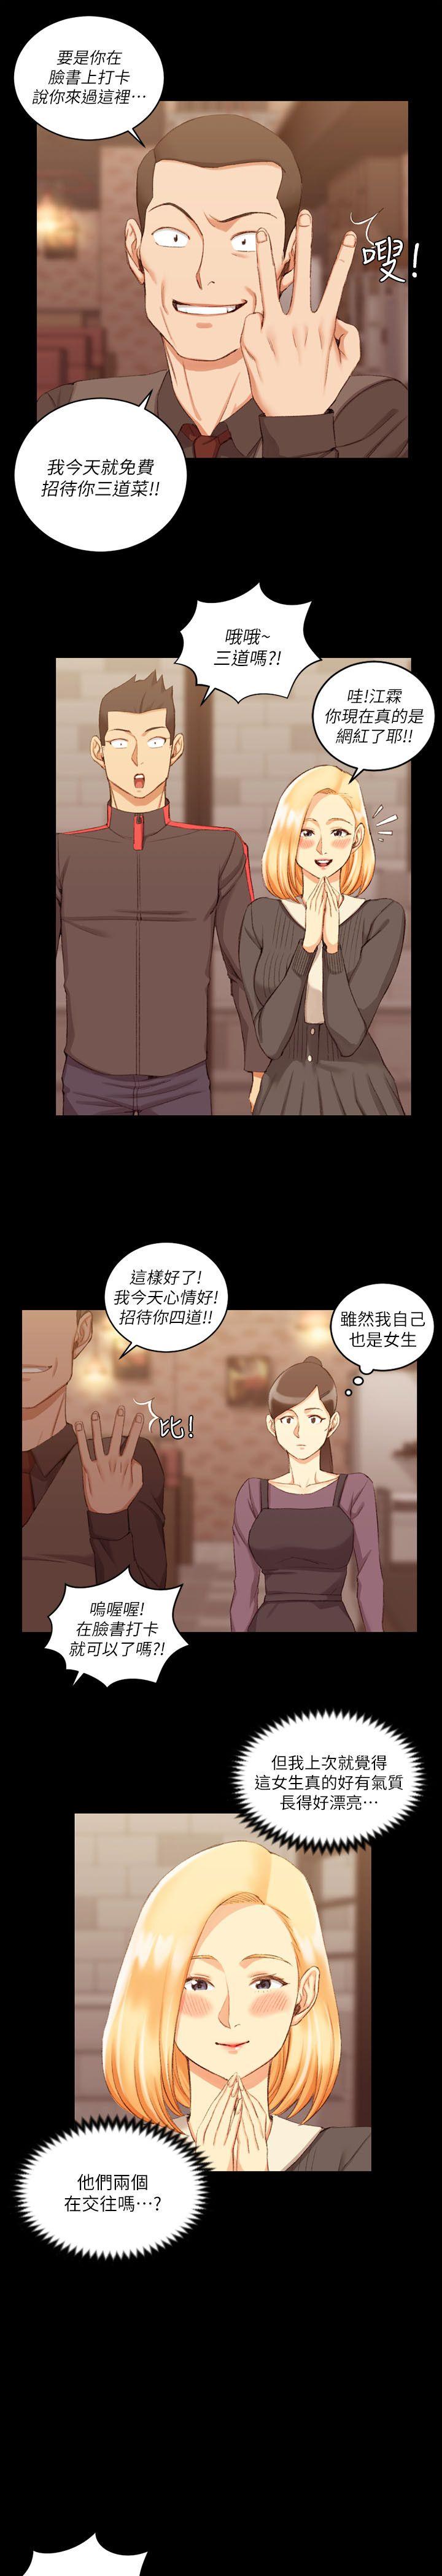 要是你在
臉書上打卡
說你來過這裡…
嗖!
我今天就免費
招待你三道菜!!
哦哦~
三道嗎?!
哇!江霖
你現在真的是
網紅了耶!!
這樣好了!
我今天心情好!
招待你四道!!
雖然我自己
也是女生
比!
嗚喔喔!
在臉書打卡
就可以了嗎?!
但我上次就覺得
這女生真的好有氣質
長得好漂亮…
他們兩個
在交往嗎…?